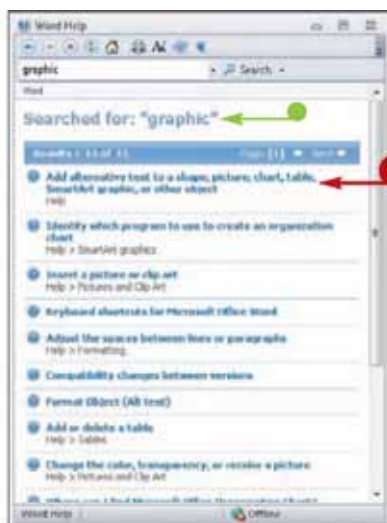 Word Help
graphic
Search
Word
Searched for: "graphic"
Results
Page: [1]
Next
Add alternative text to a shape, picture, chart, table,
SmartArt graphic, or other object
Help
Identify which program to use to create an organization
chart
Help > SmartArt graphics
Insert a picture or clip art
Help > Pictures and Clip Art
Keyboard shortcuts for Microsoft Office Word
Adjust the spaces between lines or paragraphs
Help > Formatting
Compatibility changes between versions
Format Object (Alt text)
Add or delete a table
Help > Tables
Change the color, transparency, or recolor a picture
Help > Pictures and Clip Art
Word Help
Offline